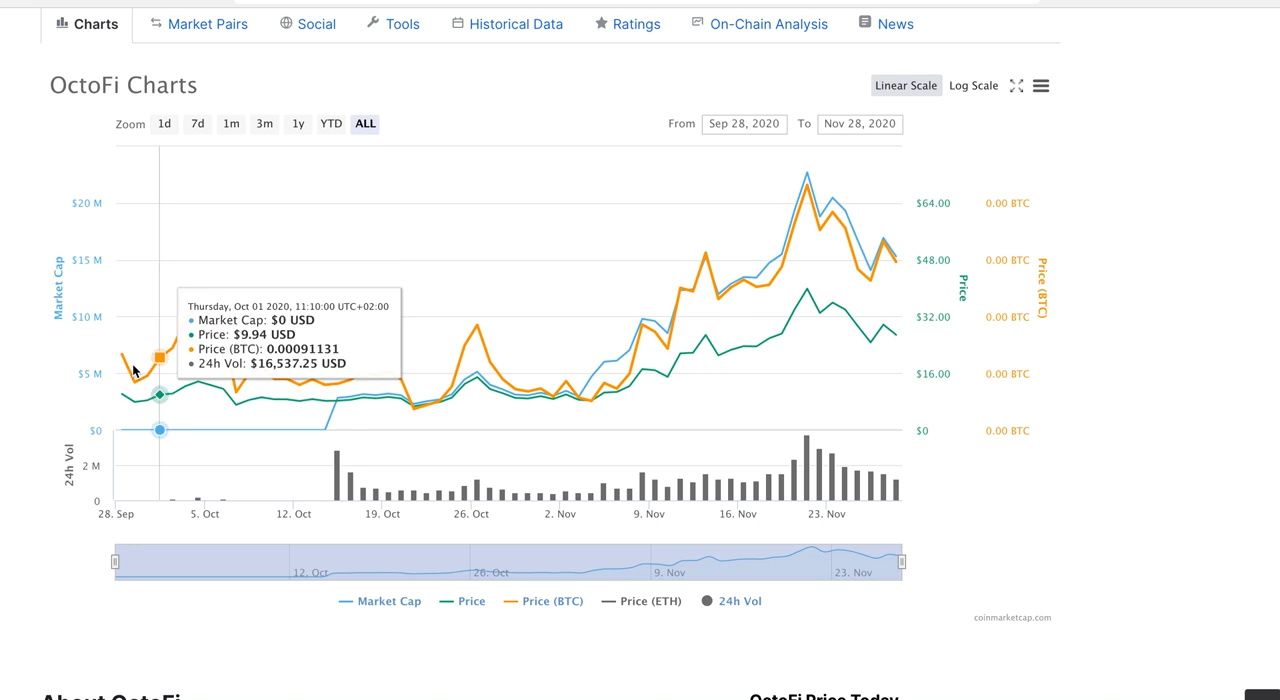 Charts Market Pairs Social Tools Historical Data Ratings On-Chain Analysis News
OctoFi Charts
Linear Scale Log Scale
Zoom 1d 7d 1m 3m 1y YTD ALL
From Sep 28, 2020 To Nov 28, 2020
$20 M $64.00 0.00 BTC
$15 M $48.00 0.00 BTC
Market Cap
Price
Price (BTC)
Thursday, Oct 01 2020, 11:10:00 UTC+02:00
Market Cap: $0 USD
Price: $9.94 USD
Price (BTC): 0.00091131
24h Vol: $16,537.25 USD
$10 M $32.00 0.00 BTC
$5 M $16.00 0.00 BTC
$0 $0 0.00 BTC
24h Vol
2 M
0
28. Sep 5. Oct 12. Oct 19. Oct 26. Oct 2. Nov 9. Nov 16. Nov 23. Nov
12. Oct 26. Oct 9. Nov 23. Nov
Market Cap Price Price (BTC) Price (ETH) 24h Vol
coinmarketcap.com
About OctoFi
OctoFi Price Today